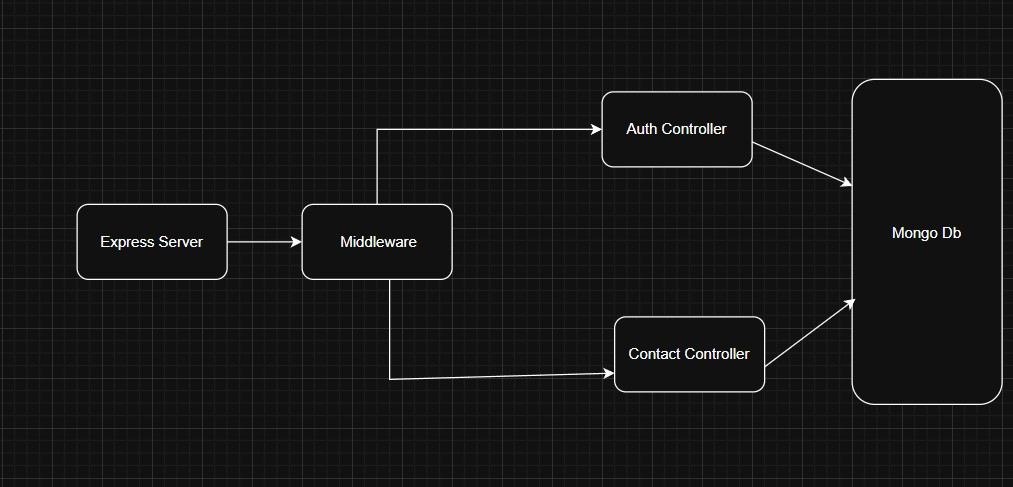 Auth Controller
Mongo Db
Express Server
Middleware
Contact Controller